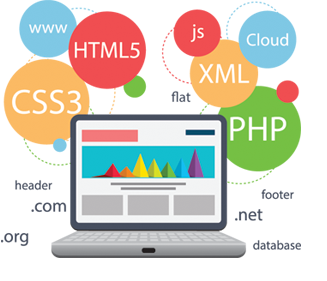 www
HTML5
js
Cloud
CSS3
XML
flat
PHP
header
footer
.com
.net
.org
database